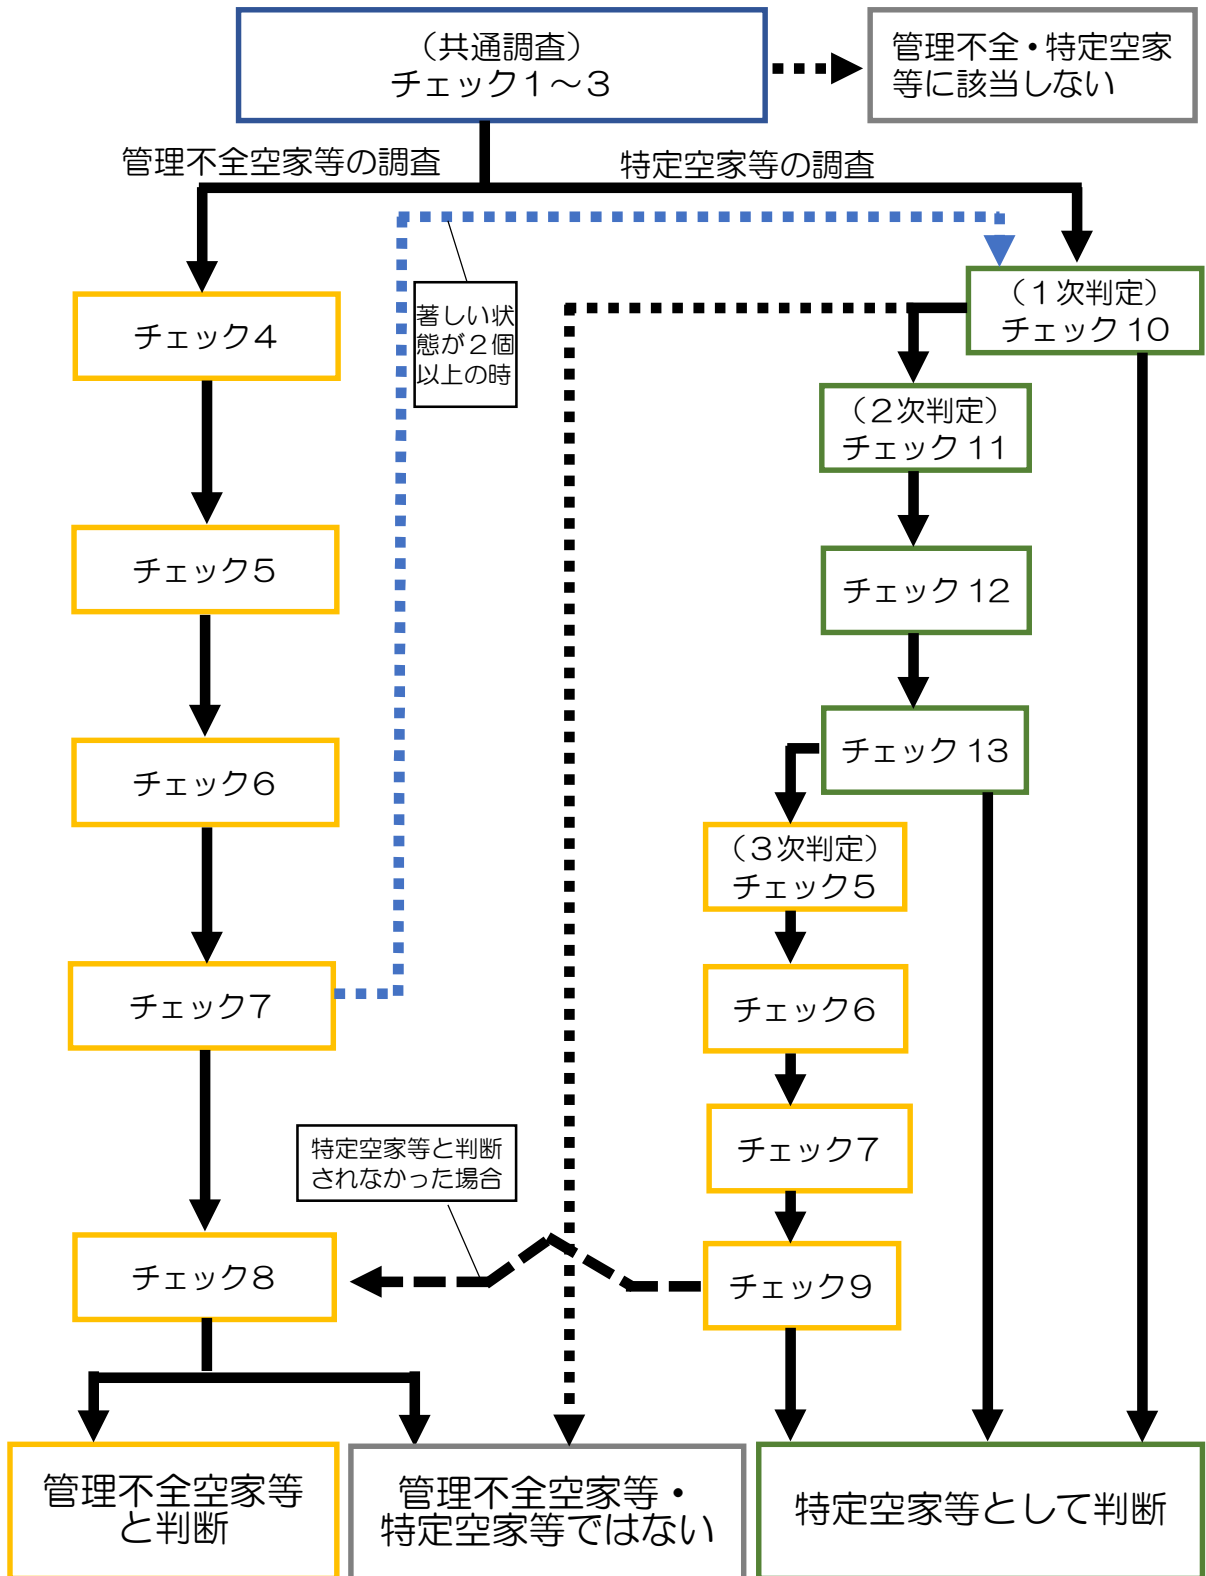 （共通調査）
チェック１～３
管理不全・特定空家
等に該当しない
管理不全空家等の調査
特定空家等の調査
チェック４
著しい状
態が２個
以上の時
（１次判定）
チェック 10
（２次判定）
チェック 11
チェック５
チェック 12
チェック６
チェック 13
（３次判定）
チェック５
チェック７
チェック６
特定空家等と判断
されなかった場合
チェック７
チェック８
チェック９
管理不全空家等
と判断
管理不全空家等・
特定空家等ではない
特定空家等として判断